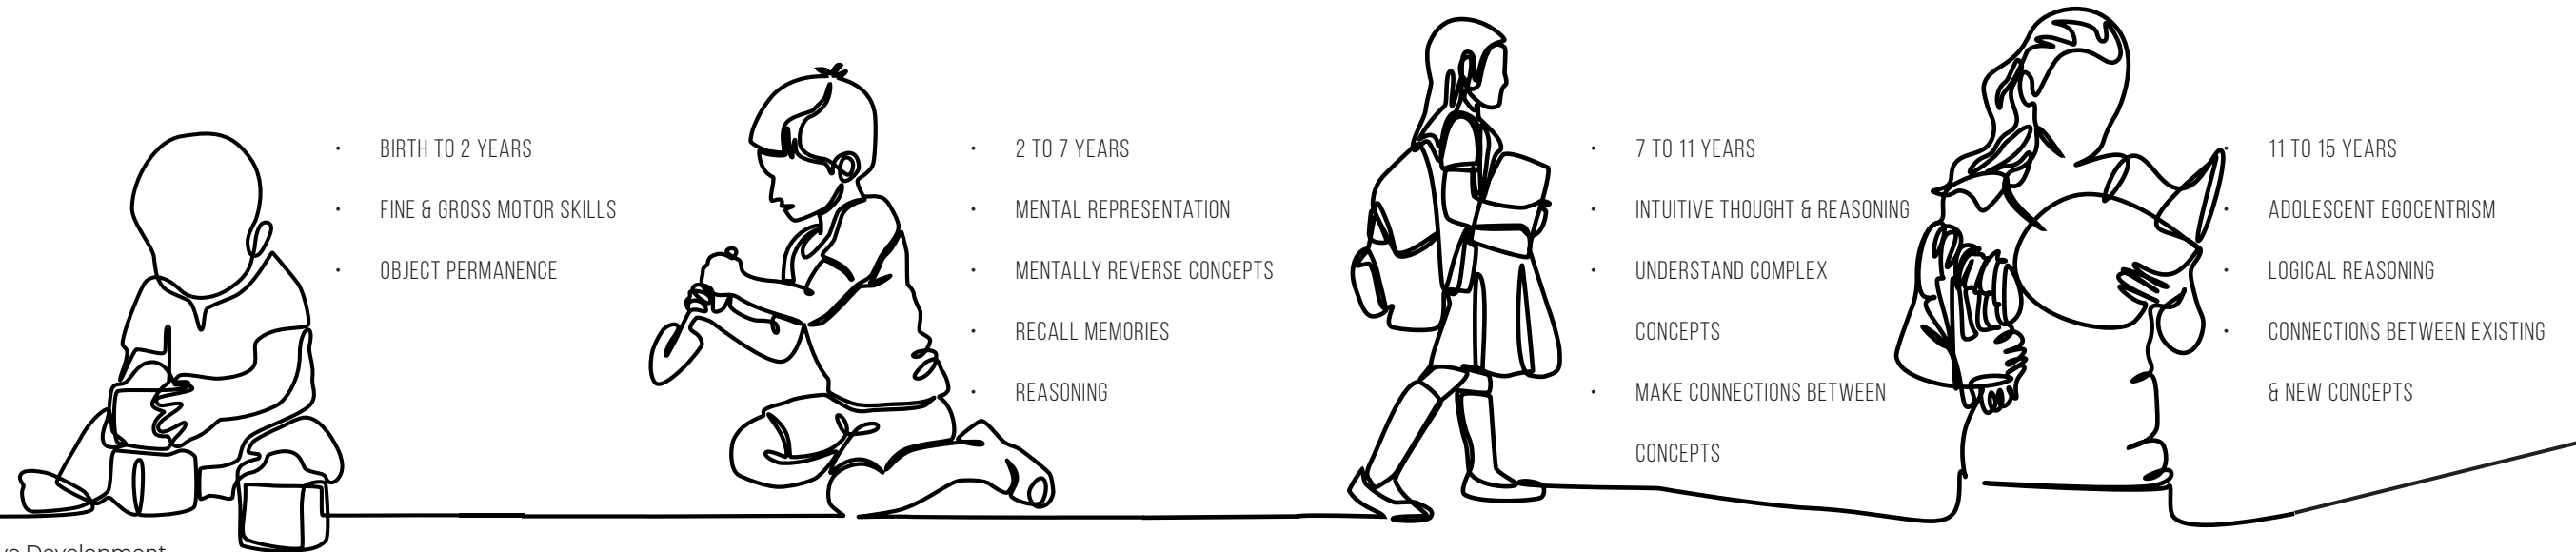 BIRTH TO 2 YEARS
FINE & GROSS MOTOR SKILLS
OBJECT PERMANENCE
2 TO 7 YEARS
MENTAL REPRESENTATION
MENTALLY REVERSE CONCEPTS
RECALL MEMORIES
REASONING
7 TO 11 YEARS
INTUITIVE THOUGHT & REASONING
UNDERSTAND COMPLEX
CONCEPTS
MAKE CONNECTIONS BETWEEN
CONCEPTS
11 TO 15 YEARS
ADOLESCENT EGOCENTRISM
LOGICAL REASONING
CONNECTIONS BETWEEN EXISTING
& NEW CONCEPTS
Development